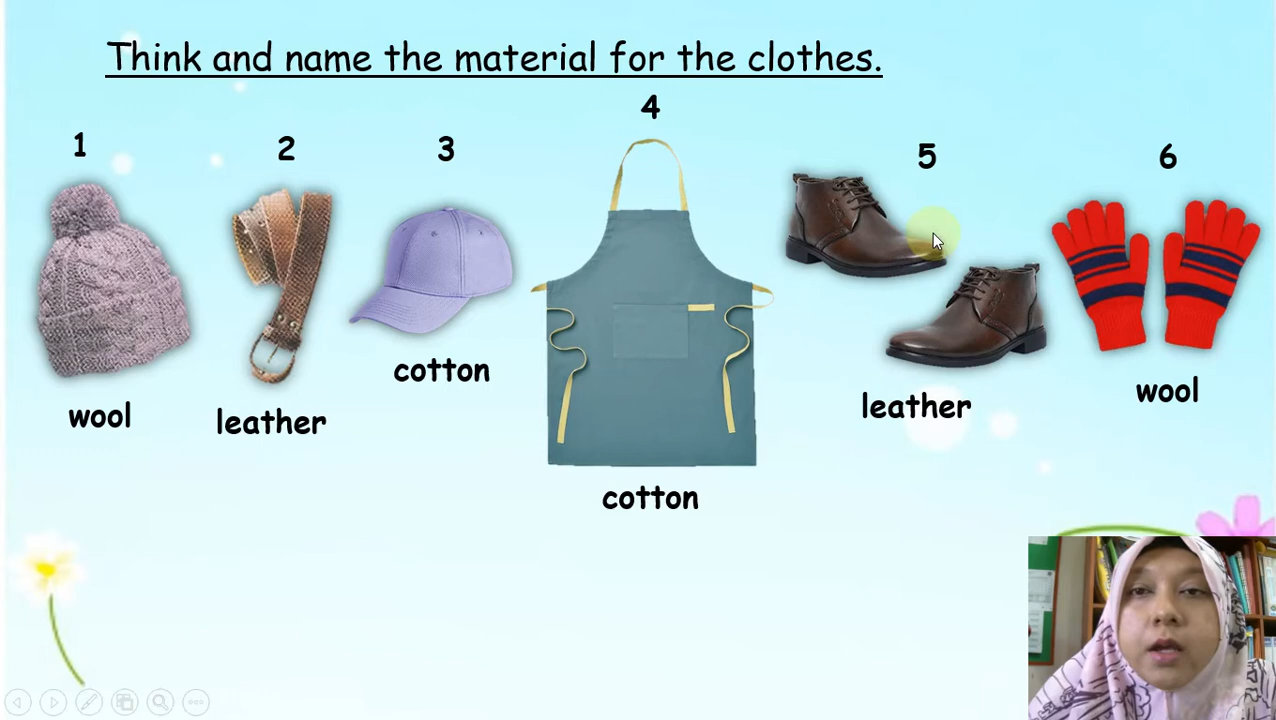 Think and name the material for the clothes.
1
wool
2
leather
3
cotton
4
cotton
5
leather
6
wool